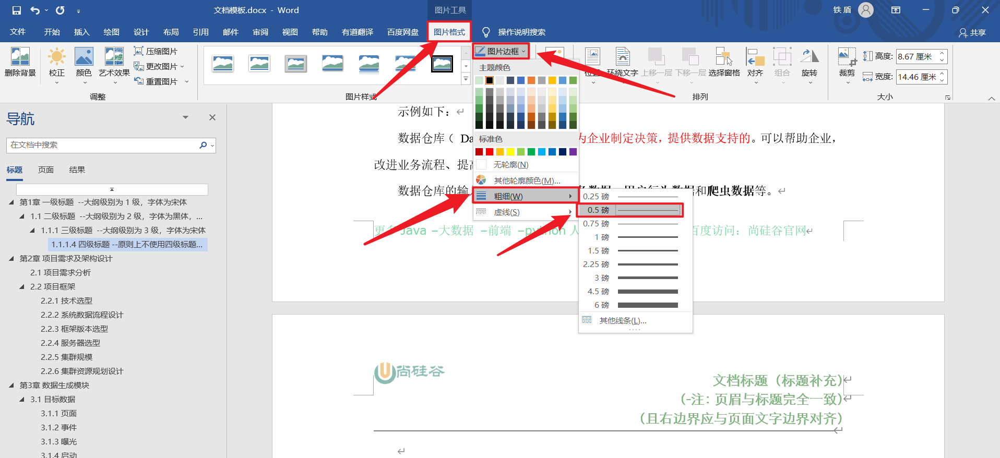 文档模板.docx - Word
图片工具
铁 盾
文件
开始
插入
绘图
设计
布局
引用
邮件
审阅
视图
帮助
有道翻译
百度网盘
图片格式
操作说明搜索
共享
删除背景
校正
颜色
艺术效果
压缩图片
更改图片
重置图片
调整
图片样式
图片边框
环绕文字
上移一层
下移一层
选择窗格
对齐
组合
旋转
排列
裁剪
高度: 8.67 厘米
宽度: 14.46 厘米
大小
主题颜色
标准色
无轮廓(N)
其他轮廓颜色(M)...
粗细(W)
虚线(S)
0.25 磅
0.5 磅
0.75 磅
1 磅
1.5 磅
2.25 磅
3 磅
4.5 磅
6 磅
其他线条(L)...
导航
在文档中搜索
标题
页面
结果
第1章 一级标题 --大纲级别为 1 级，字体为宋体
1.1 二级标题 --大纲级别为 2 级，字体为黑体，...
1.1.1 三级标题 --大纲级别为 3 级，字体为宋体
1.1.1.4 四级标题 --原则上不使用四级标题...
第2章 项目需求及架构设计
2.1 项目需求分析
2.2 项目框架
2.2.1 技术选型
2.2.2 系统数据流程设计
2.2.3 框架版本选型
2.2.4 服务器选型
2.2.5 集群规模
2.2.6 集群资源规划设计
第3章 数据生成模块
3.1 目标数据
3.1.1 页面
3.1.2 事件
3.1.3 曝光
3.1.4 启动
示例如下：
数据仓库（ Da 为企业制定决策，提供数据支持的。可以帮助企业，
改进业务流程、提高
数据仓库的输 和爬虫数据等。
更多 Java –大数据 –前端 –python 人 百度访问：尚硅谷官网
尚硅谷
文档标题（标题补充）
（-注：页眉与标题完全一致）
（且右边界应与页面文字边界对齐）